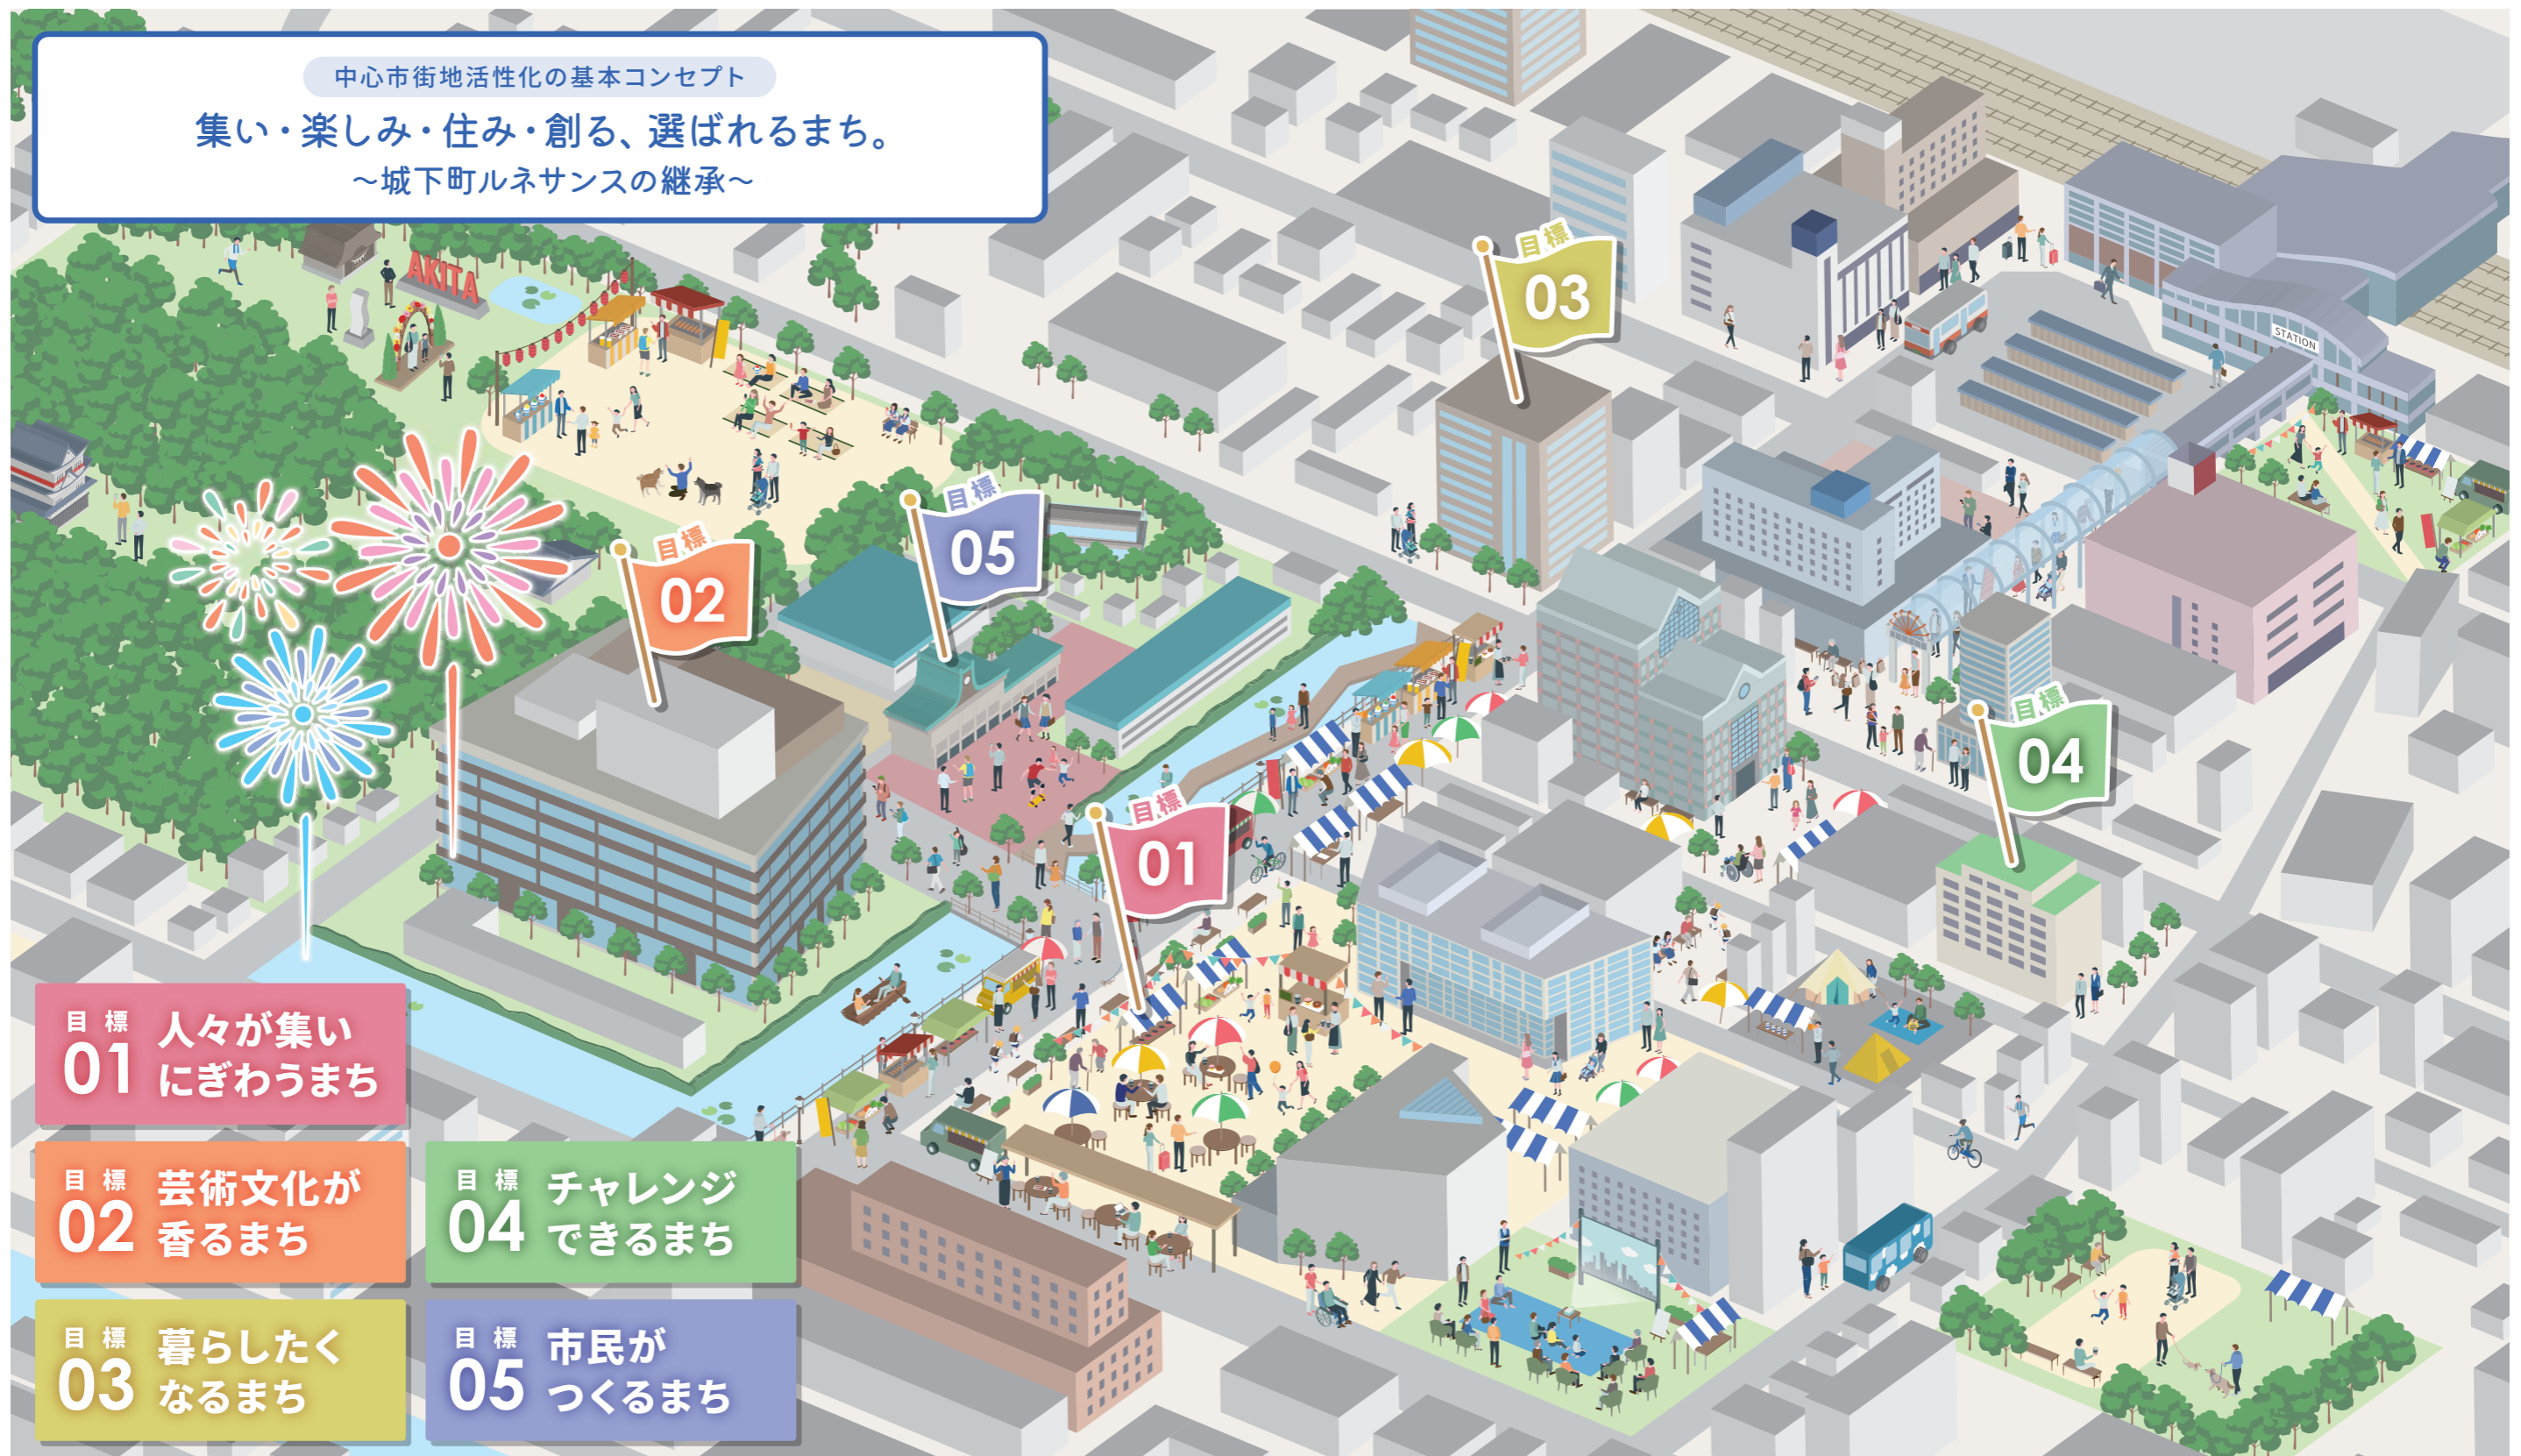 中心市街地活性化の基本コンセプト
集い・楽しみ・住み・創る、選ばれるまち。
～城下町ルネサンスの継承～
AKITA
STATION
目標
03
目標
05
目標
02
目標
04
目標
01
目標
01
人々が集い
にぎわうまち
目標
02
芸術文化が
香るまち
目標
03
暮らしたく
なるまち
目標
04
チャレンジ
できるまち
目標
05
市民が
つくるまち